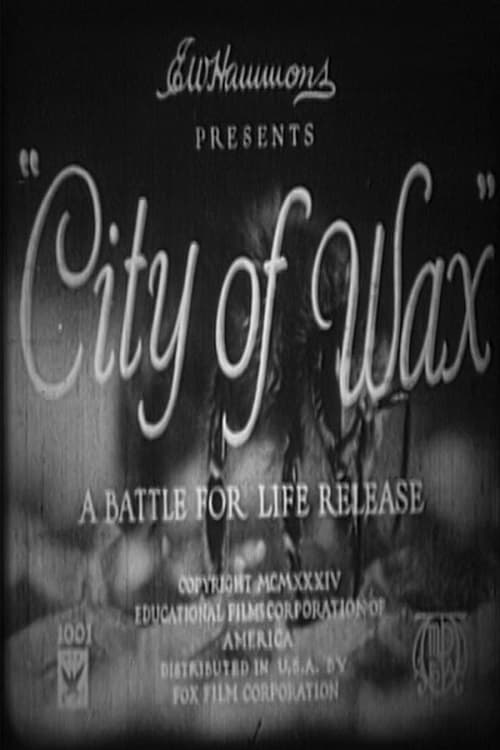 E.W. Hammons
PRESENTS
"City of Wax"
A BATTLE FOR LIFE RELEASE
COPYRIGHT MCMXXXIV
EDUCATIONAL FILMS CORPORATION OF
AMERICA
DISTRIBUTED IN U.S.A. BY
FOX FILM CORPORATION
1001